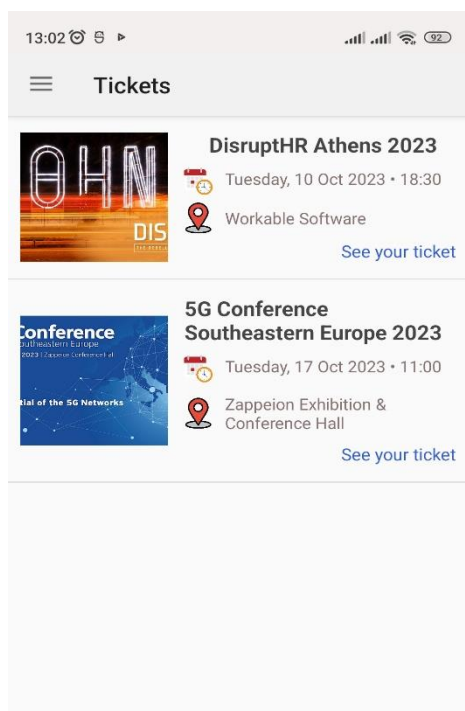 13:02
92
Tickets
DisruptHR Athens 2023
Tuesday, 10 Oct 2023 • 18:30
Workable Software
DIS
See your ticket
5G Conference
Southeastern Europe 2023
Conference
Southeastern Europe
2023 | Zappeion Conference Hall
tial of the 5G Networks
Tuesday, 17 Oct 2023 • 11:00
Zappeion Exhibition &
Conference Hall
See your ticket